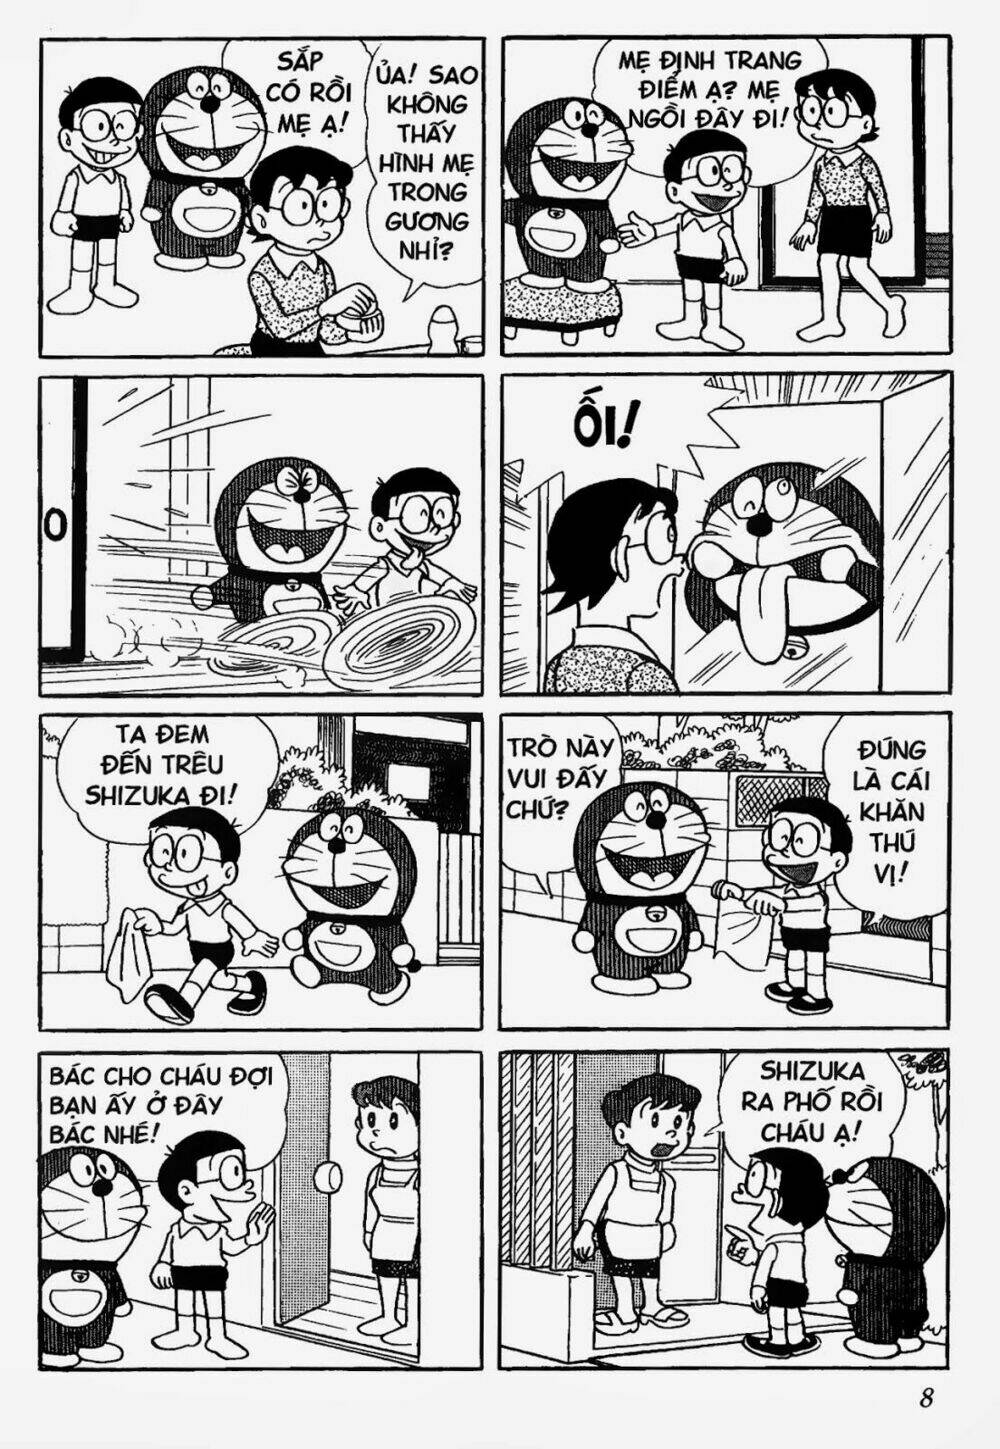 MẸ ĐỊNH TRANG
ĐIỂM Ạ? MẸ
NGỒI ĐÂY ĐI!
ỦA! SAO
KHÔNG
THẤY
HÌNH MẸ
TRONG
GƯƠNG
NHỈ?
SẮP
CÓ RỒI
MẸ Ạ!
ỐI!
ĐÚNG
LÀ CÁI
KHĂN
THÚ
VỊ!
TRÒ NÀY
VUI ĐẤY
CHỨ?
TA ĐEM
ĐẾN TRÊU
SHIZUKA ĐI!
SHIZUKA
RA PHỐ RỒI
CHÁU Ạ!
BÁC CHO CHÁU ĐỢI
BẠN ẤY Ở ĐÂY
BÁC NHÉ!
8